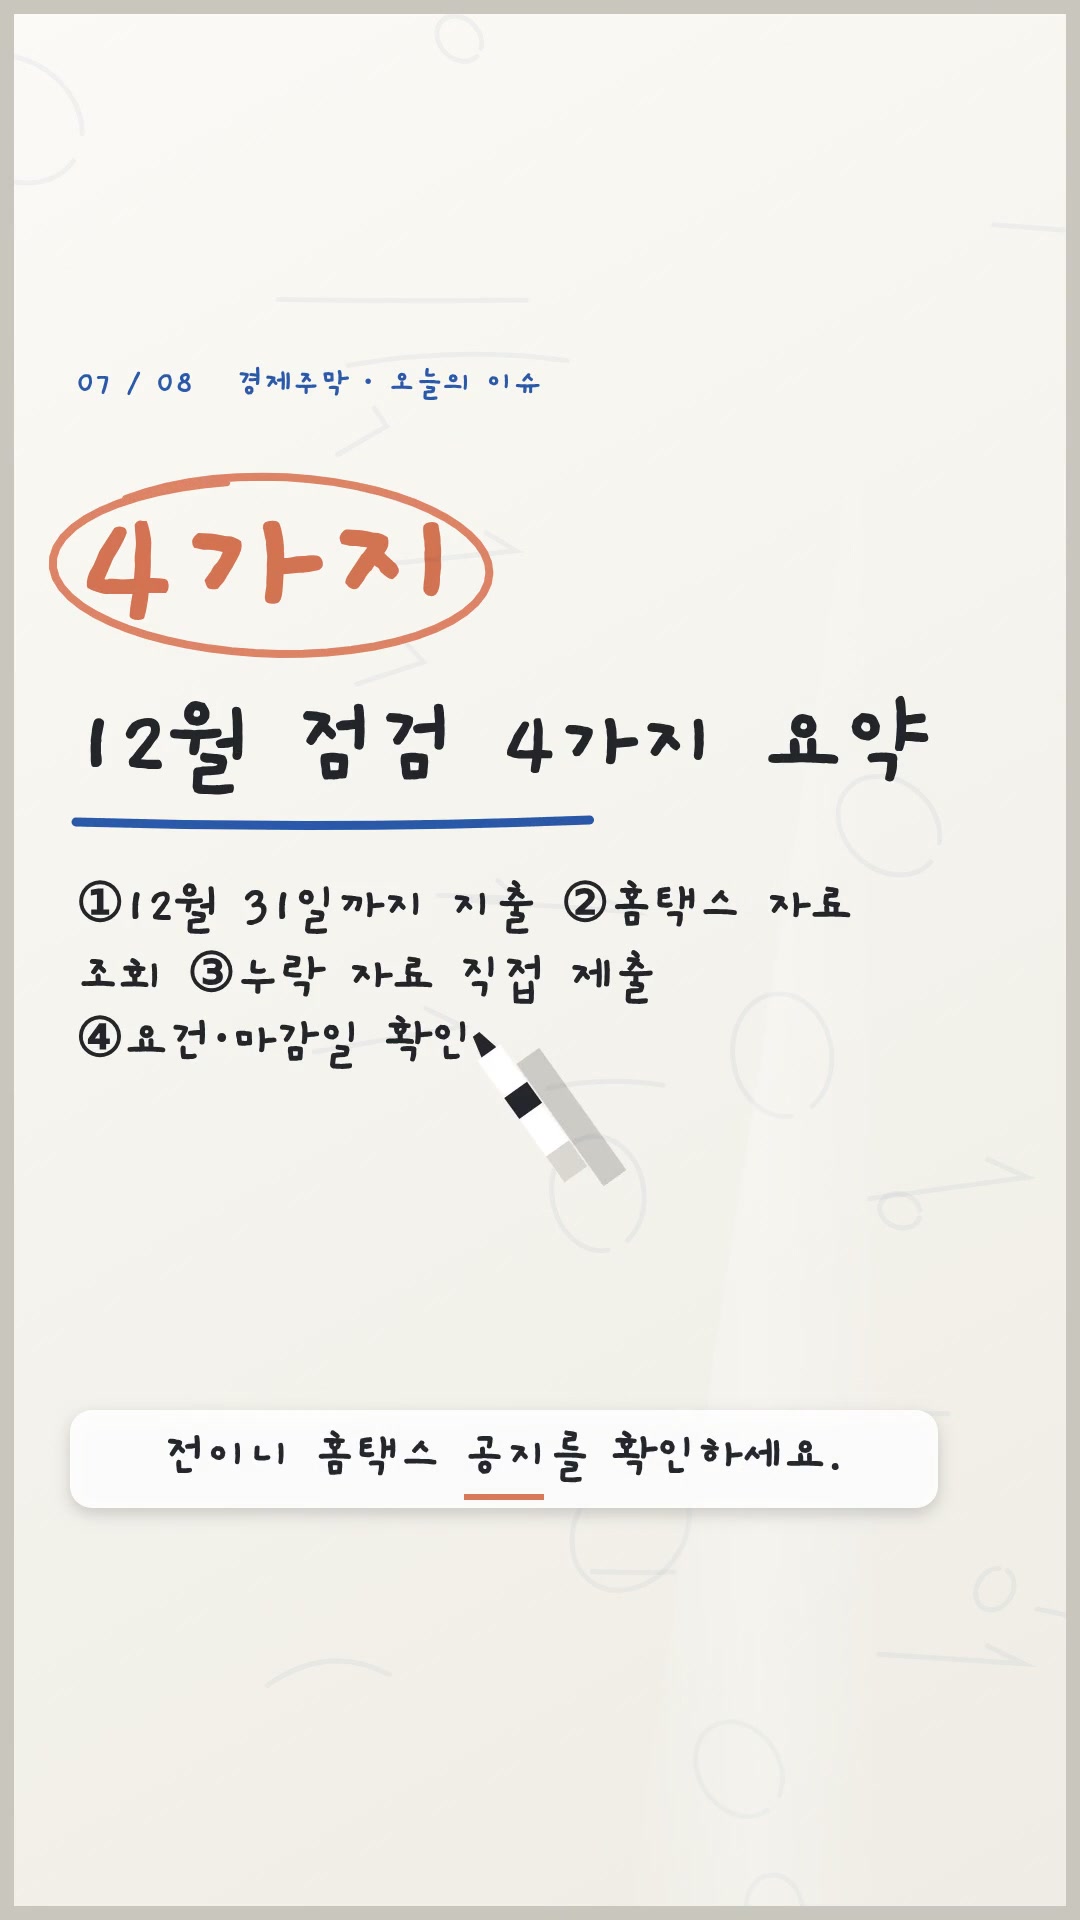 07 / 08 경제주막 · 오늘의 이슈
4가지
12월 점검 4가지 요약
①12월 31일까지 지출 ②홈택스 자료
조회 ③누락 자료 직접 제출
④요건·마감일 확인
전이니 홈택스 공지를 확인하세요.